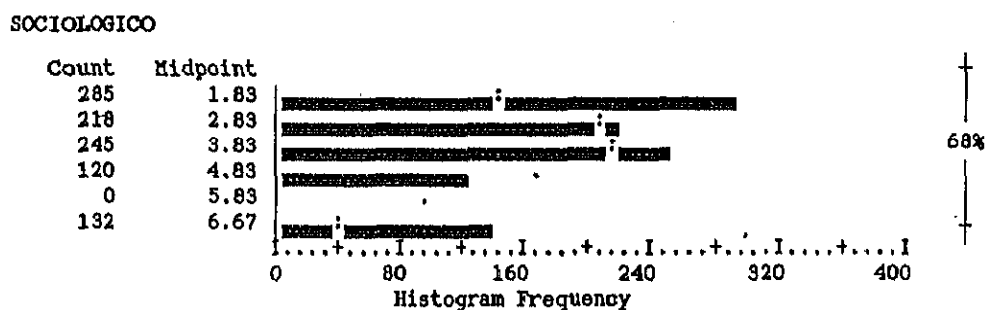 SOCIOLOGICO
Count Midpoint
285 1.83
218 2.83
245 3.83
120 4.83
0 5.83
132 6.67
68%
I....+....I....+....I....+....I....+....I....+....I
0 80 160 240 320 400
Histogram Frequency